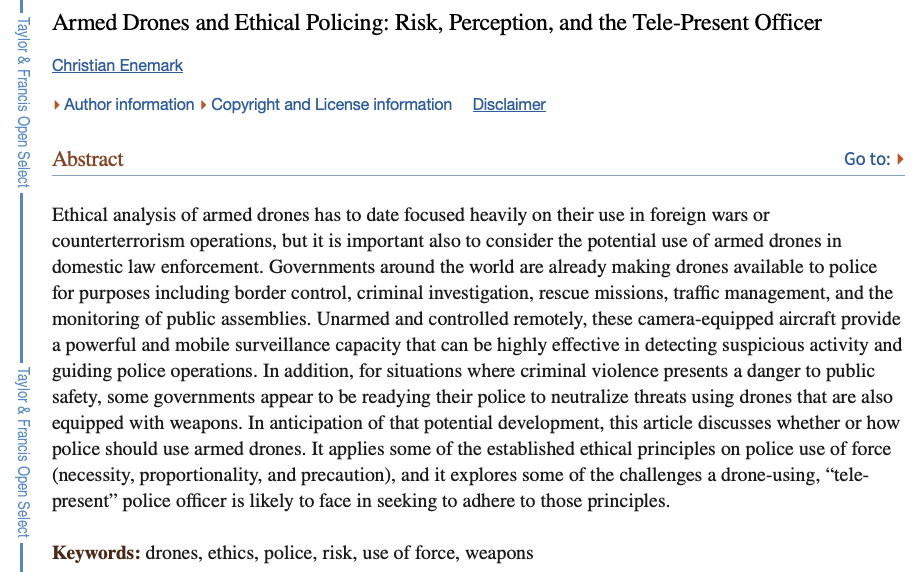 Armed Drones and Ethical Policing: Risk, Perception, and the Tele-Present Officer
Christian Enemark
Author information Copyright and License information Disclaimer
Abstract
Go to:
Ethical analysis of armed drones has to date focused heavily on their use in foreign wars or
counterterrorism operations, but it is important also to consider the potential use of armed drones in
domestic law enforcement. Governments around the world are already making drones available to police
for purposes including border control, criminal investigation, rescue missions, traffic management, and the
monitoring of public assemblies. Unarmed and controlled remotely, these camera-equipped aircraft provide
a powerful and mobile surveillance capacity that can be highly effective in detecting suspicious activity and
guiding police operations. In addition, for situations where criminal violence presents a danger to public
safety, some governments appear to be readying their police to neutralize threats using drones that are also
equipped with weapons. In anticipation of that potential development, this article discusses whether or how
police should use armed drones. It applies some of the established ethical principles on police use of force
(necessity, proportionality, and precaution), and it explores some of the challenges a drone-using, “tele-
present” police officer is likely to face in seeking to adhere to those principles.
Keywords: drones, ethics, police, risk, use of force, weapons
Taylor & Francis Open Select
Taylor & Francis Open Select